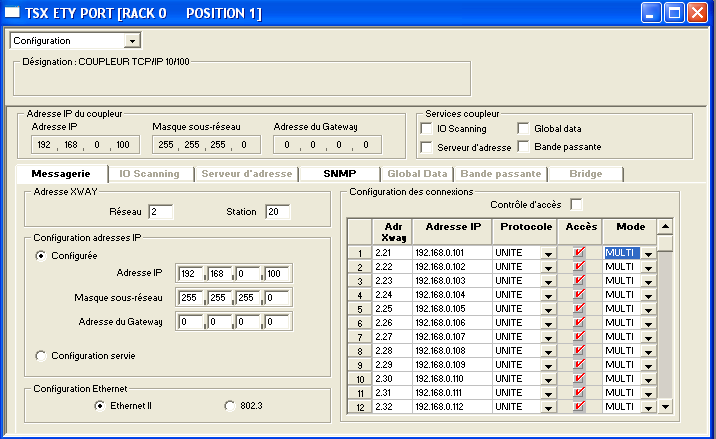 TSX ETY PORT [RACK 0 POSITION 1]
Configuration
Désignation : COUPLEUR TCP/IP 10/100
Adresse IP du coupleur
Adresse IP Masque sous-réseau Adresse du Gateway
192 . 168 . 0 . 100 255 . 255 . 255 . 0 0 . 0 . 0 . 0
Services coupleur
IO Scanning Global data
Serveur d'adresse Bande passante
Messagerie IO Scanning Serveur d'adresse SNMP Global Data Bande passante Bridge
Adresse XWAY
Réseau 2 Station 20
Configuration adresses IP
Configurée
Adresse IP 192 . 168 . 0 . 100
Masque sous-réseau 255 . 255 . 255 . 0
Adresse du Gateway 0 . 0 . 0 . 0
Configuration servie
Configuration Ethernet
Ethernet II 802.3
Configuration des connexions
Contrôle d'accès
Adr Xway Adresse IP Protocole Accès Mode
1 2.21 192.168.0.101 UNITE MULTI
2 2.22 192.168.0.102 UNITE MULTI
3 2.23 192.168.0.103 UNITE MULTI
4 2.24 192.168.0.104 UNITE MULTI
5 2.25 192.168.0.105 UNITE MULTI
6 2.26 192.168.0.106 UNITE MULTI
7 2.27 192.168.0.107 UNITE MULTI
8 2.28 192.168.0.108 UNITE MULTI
9 2.29 192.168.0.109 UNITE MULTI
10 2.30 192.168.0.110 UNITE MULTI
11 2.31 192.168.0.111 UNITE MULTI
12 2.32 192.168.0.112 UNITE MULTI